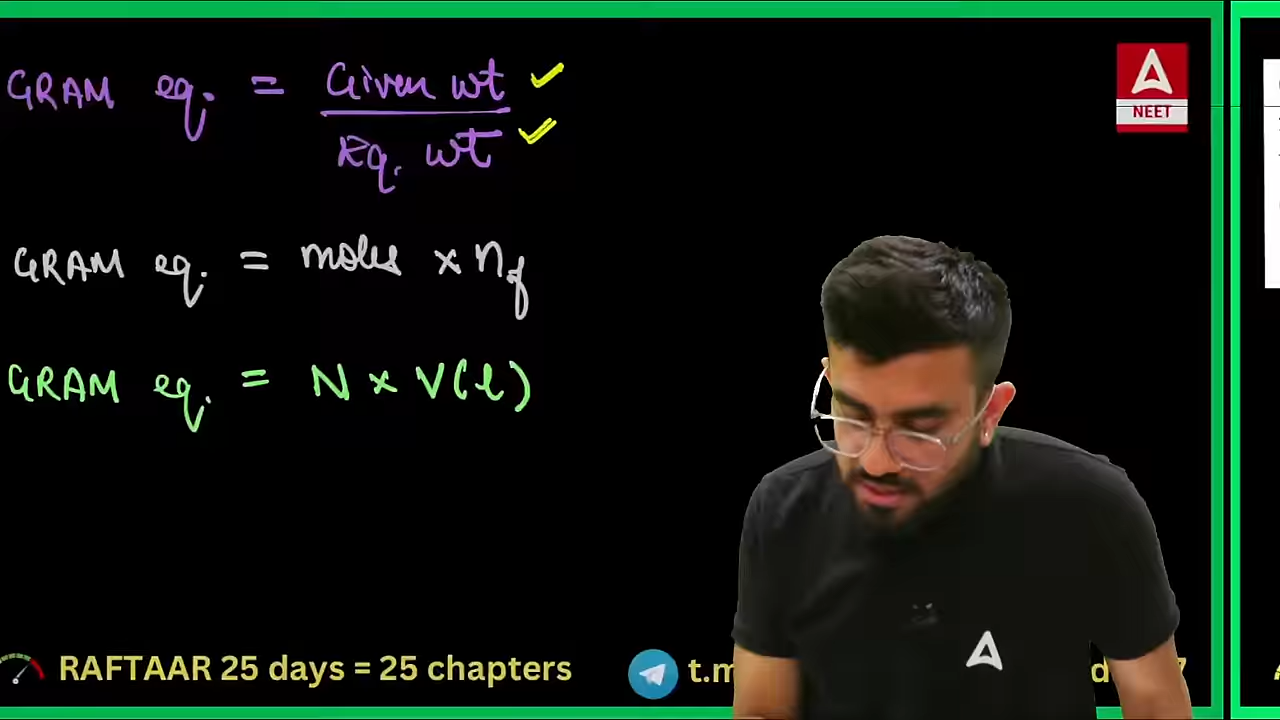 GRAM eq. = Given wt
Eq. wt
GRAM eq. = moles × nf
GRAM eq. = N × V(l)
NEET
RAFTAAR 25 days = 25 chapters
t.m